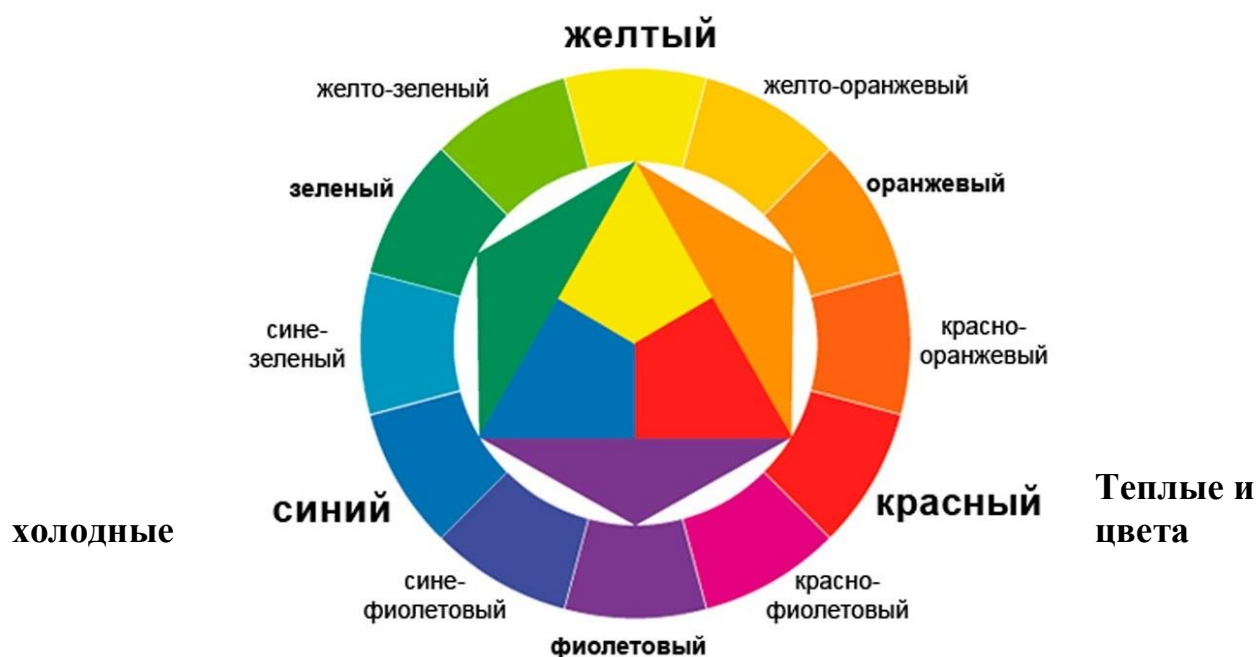 желтый
желто-зеленый
желто-оранжевый
зеленый
оранжевый
сине-
зеленый
красно-
оранжевый
синий
красный
Теплые и
холодные
цвета
сине-
фиолетовый
красно-
фиолетовый
фиолетовый